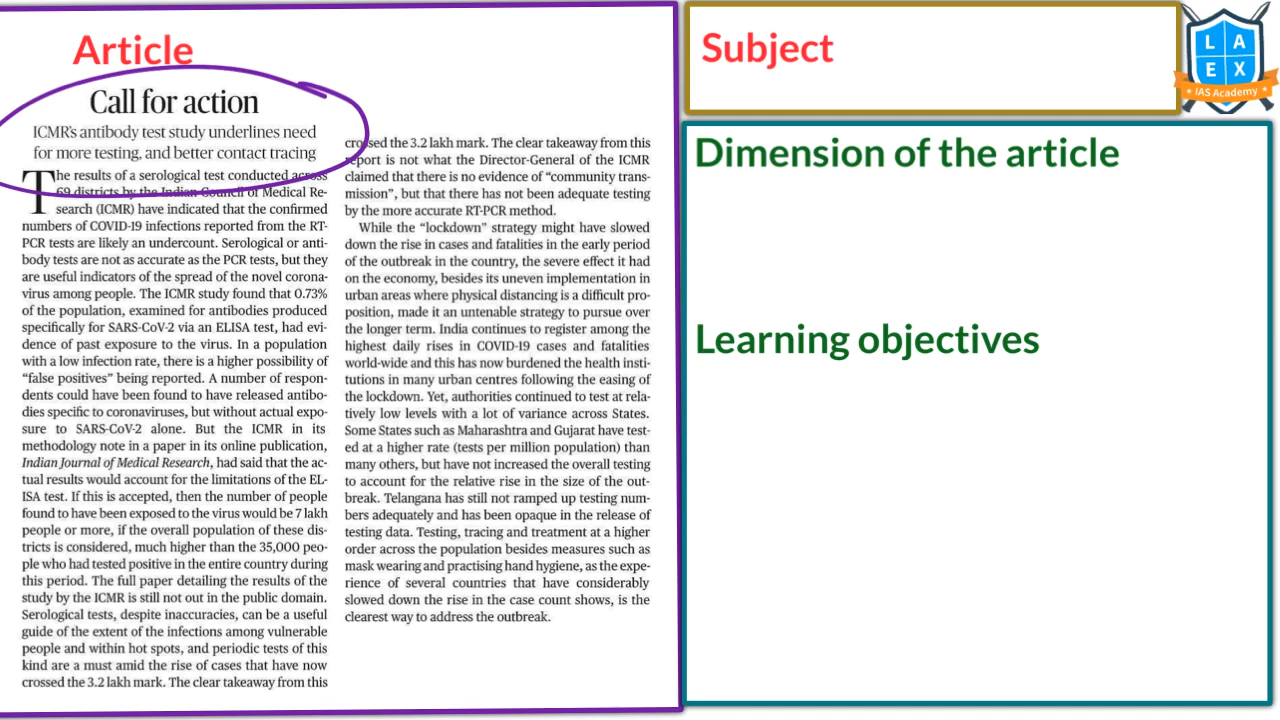 Article
Call for action
ICMR's antibody test study underlines need
for more testing, and better contact tracing
The results of a serological test conducted across
69 districts by the Indian Council of Medical Re-
search (ICMR) have indicated that the confirmed
numbers of COVID-19 infections reported from the RT-
PCR tests are likely an undercount. Serological or anti-
body tests are not as accurate as the PCR tests, but they
are useful indicators of the spread of the novel corona-
virus among people. The ICMR study found that 0.73%
of the population, examined for antibodies produced
specifically for SARS-CoV-2 via an ELISA test, had evi-
dence of past exposure to the virus. In a population
with a low infection rate, there is a higher possibility of
“false positives” being reported. A number of respon-
dents could have been found to have released antibo-
dies specific to coronaviruses, but without actual expo-
sure to SARS-CoV-2 alone. But the ICMR in its
methodology note in a paper in its online publication,
Indian Journal of Medical Research, had said that the ac-
tual results would account for the limitations of the EL-
ISA test. If this is accepted, then the number of people
found to have been exposed to the virus would be 7 lakh
people or more, if the overall population of these dis-
tricts is considered, much higher than the 35,000 peo-
ple who had tested positive in the entire country during
this period. The full paper detailing the results of the
study by the ICMR is still not out in the public domain.
Serological tests, despite inaccuracies, can be a useful
guide of the extent of the infections among vulnerable
people and within hot spots, and periodic tests of this
kind are a must amid the rise of cases that have now
crossed the 3.2 lakh mark. The clear takeaway from this
crossed the 3.2 lakh mark. The clear takeaway from this
report is not what the Director-General of the ICMR
claimed that there is no evidence of “community trans-
mission”, but that there has not been adequate testing
by the more accurate RT-PCR method.
While the “lockdown” strategy might have slowed
down the rise in cases and fatalities in the early period
of the outbreak in the country, the severe effect it had
on the economy, besides its uneven implementation in
urban areas where physical distancing is a difficult pro-
position, made it an untenable strategy to pursue over
the longer term. India continues to register among the
highest daily rises in COVID-19 cases and fatalities
world-wide and this has now burdened the health insti-
tutions in many urban centres following the easing of
the lockdown. Yet, authorities continued to test at rela-
tively low levels with a lot of variance across States.
Some States such as Maharashtra and Gujarat have test-
ed at a higher rate (tests per million population) than
many others, but have not increased the overall testing
to account for the relative rise in the size of the out-
break. Telangana has still not ramped up testing num-
bers adequately and has been opaque in the release of
testing data. Testing, tracing and treatment at a higher
order across the population besides measures such as
mask wearing and practising hand hygiene, as the expe-
rience of several countries that have considerably
slowed down the rise in the case count shows, is the
clearest way to address the outbreak.
Subject
L A
E X
IAS Academy
Dimension of the article
Learning objectives